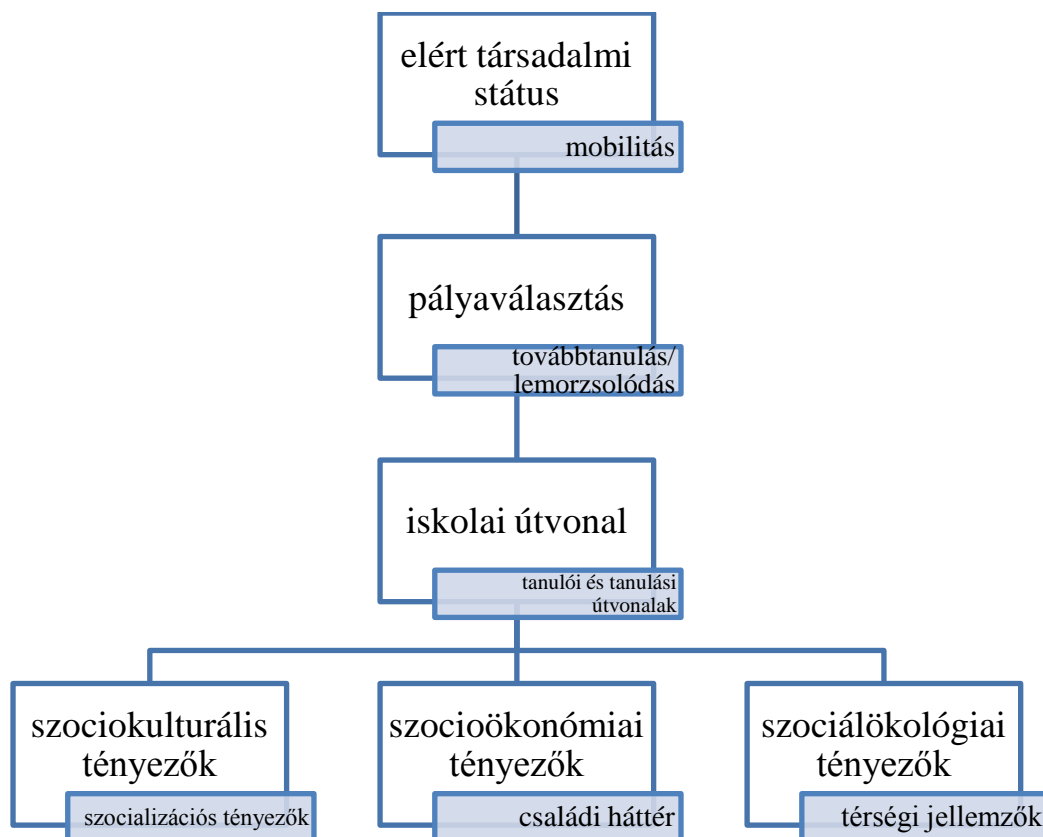 elért társadalmi
státus
mobilitás
pályaválasztás
továbbtanulás/
lemorzsolódás
iskolai útvonal
tanulói és tanulási
útvonalak
szociokulturális
tényezők
szocializációs tényezők
szocioökonómiai
tényezők
családi háttér
szociálökológiai
tényezők
térségi jellemzők